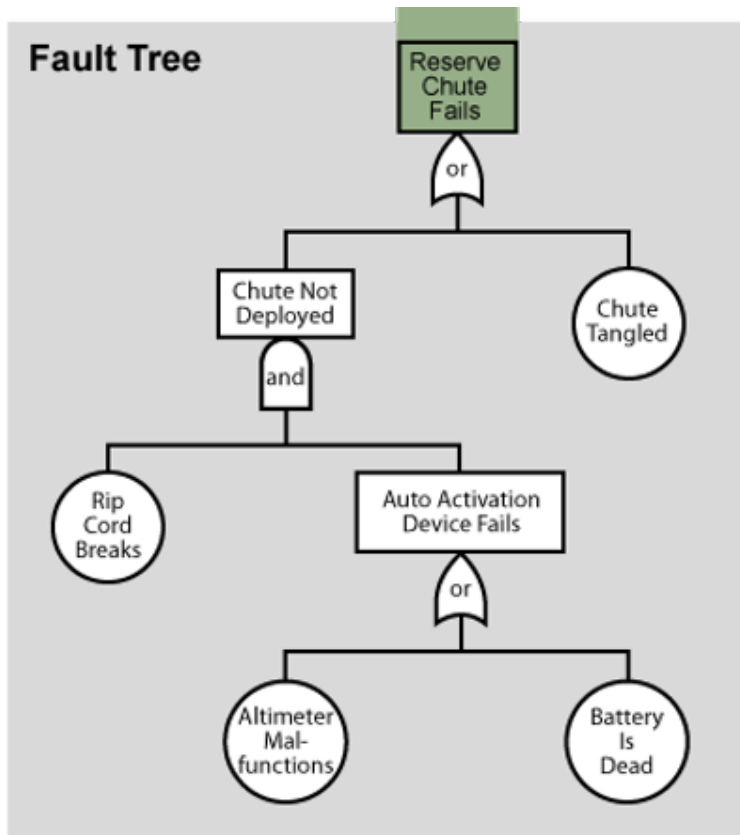 Fault Tree
Reserve
Chute
Fails
or
Chute Not
Deployed
Chute
Tangled
and
Rip
Cord
Breaks
Auto Activation
Device Fails
or
Altimeter
Mal-
functions
Battery
Is
Dead